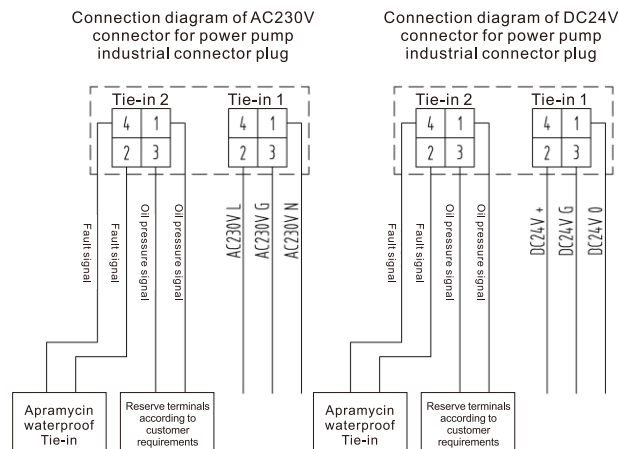 Connection diagram of AC230V
connector for power pump
industrial connector plug
Tie-in 2
Tie-in 1
4 1
2 3
4 1
2 3
Fault signal
Fault signal
Oil pressure signal
Oil pressure signal
AC230V L
AC230V G
AC230V N
Apramycin
waterproof
Tie-in
Reserve terminals
according to
customer
requirements
Connection diagram of DC24V
connector for power pump
industrial connector plug
Tie-in 2
Tie-in 1
4 1
2 3
4 1
2 3
Fault signal
Fault signal
Oil pressure signal
Oil pressure signal
DC24V +
DC24V G
DC24V 0
Apramycin
waterproof
Tie-in
Reserve terminals
according to
customer
requirements